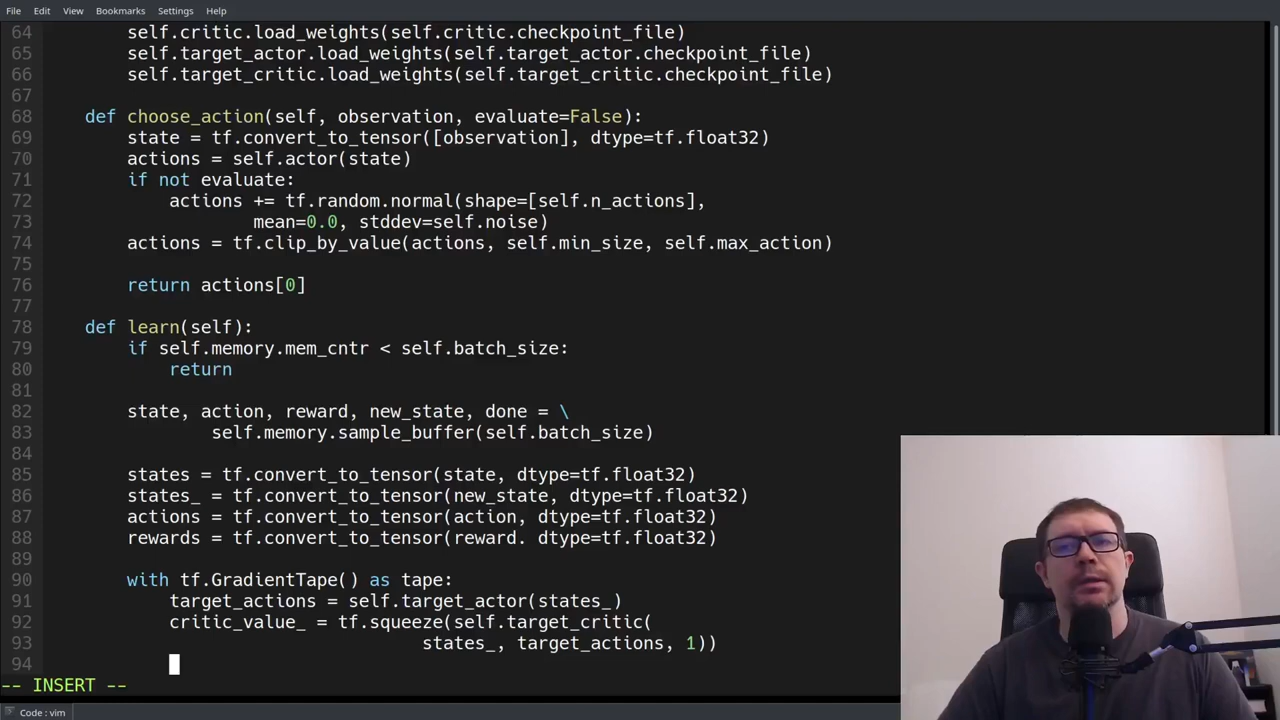 File Edit View Bookmarks Settings Help
64 self.critic.load_weights(self.critic.checkpoint_file)
65 self.target_actor.load_weights(self.target_actor.checkpoint_file)
66 self.target_critic.load_weights(self.target_critic.checkpoint_file)
67
68 def choose_action(self, observation, evaluate=False):
69 state = tf.convert_to_tensor([observation], dtype=tf.float32)
70 actions = self.actor(state)
71 if not evaluate:
72 actions += tf.random.normal(shape=[self.n_actions],
73 mean=0.0, stddev=self.noise)
74 actions = tf.clip_by_value(actions, self.min_size, self.max_action)
75
76 return actions[0]
77
78 def learn(self):
79 if self.memory.mem_cntr < self.batch_size:
80 return
81
82 state, action, reward, new_state, done = \
83 self.memory.sample_buffer(self.batch_size)
84
85 states = tf.convert_to_tensor(state, dtype=tf.float32)
86 states_ = tf.convert_to_tensor(new_state, dtype=tf.float32)
87 actions = tf.convert_to_tensor(action, dtype=tf.float32)
88 rewards = tf.convert_to_tensor(reward. dtype=tf.float32)
89
90 with tf.GradientTape() as tape:
91 target_actions = self.target_actor(states_)
92 critic_value_ = tf.squeeze(self.target_critic(
93 states_, target_actions, 1))
94
-- INSERT --
Code : vim